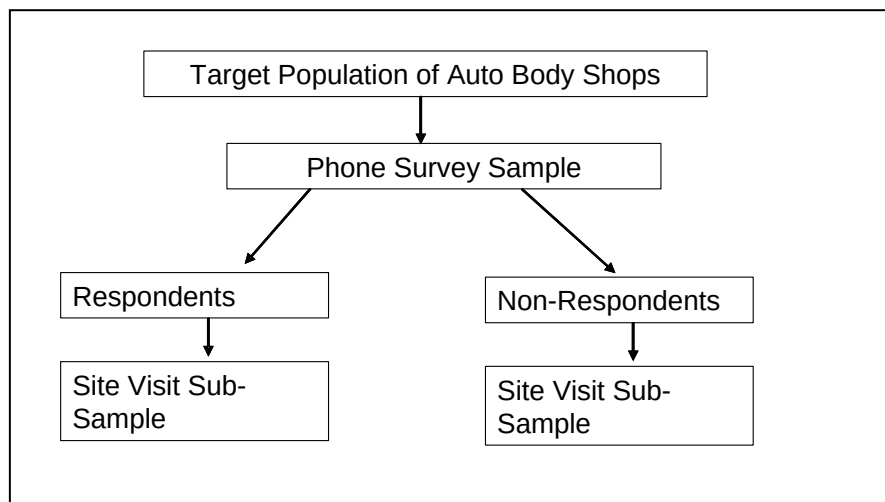 Target Population of Auto Body Shops
Phone Survey Sample
Respondents
Non-Respondents
Site Visit Sub-
Sample
Site Visit Sub-
Sample